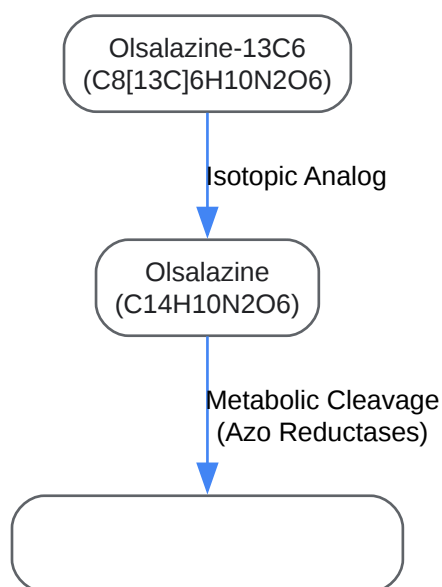 Olsalazine-13C6
(C8[13C]6H10N2O6)
Isotopic Analog
Olsalazine
(C14H10N2O6)
Metabolic Cleavage
(Azo Reductases)